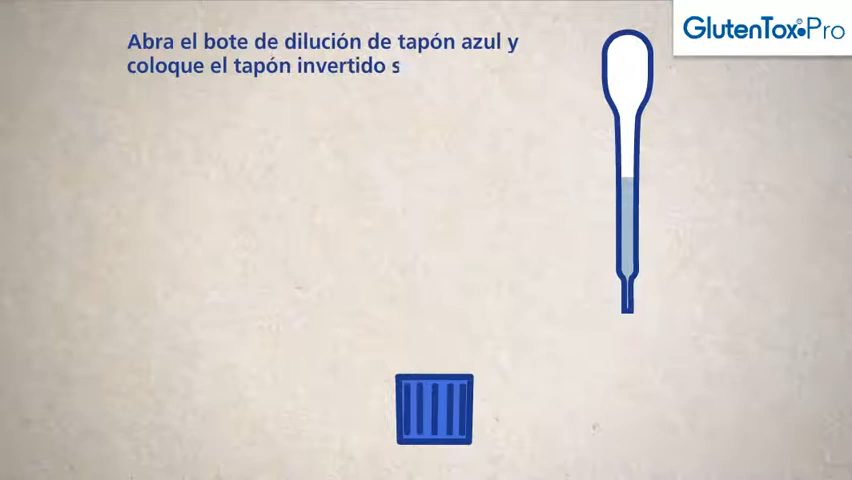 GlutenTox Pro
Abra el bote de dilución de tapón azul y
coloque el tapón invertido s